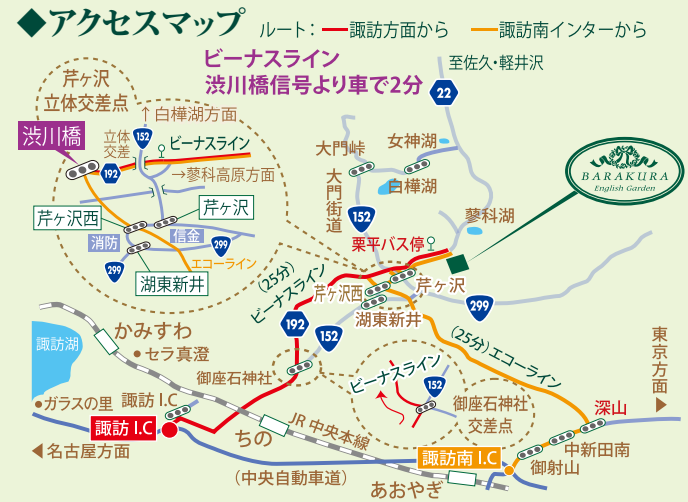 ◆アクセスマップ
ルート：━諏訪方面から ━諏訪南インターから
ビーナスライン
渋川橋信号より車で2分
至佐久・軽井沢
22
芹ヶ沢
立体交差点
↑白樺湖方面
渋川橋
立体
交差
152
ビーナスライン
192
→蓼科高原方面
芹ヶ沢西
芹ヶ沢
消防
信金
299
エコーライン
299
湖東新井
大門峠
女神湖
白樺湖
大門街道
152
蓼科湖
BARAKURA
English Garden
栗平バス停
(25分)
ビーナスライン
芹ヶ沢西
芹ヶ沢
湖東新井
299
192
152
(25分)エコーライン
かみすわ
諏訪湖
セラ真澄
御座石神社
ビーナスライン
152
御座石神社
交差点
東京方面
ガラスの里
諏訪 I.C
諏訪 I.C
名古屋方面
ちの
JR 中央本線
(中央自動車道)
あおやぎ
諏訪南 I.C
深山
中新田南
御射山